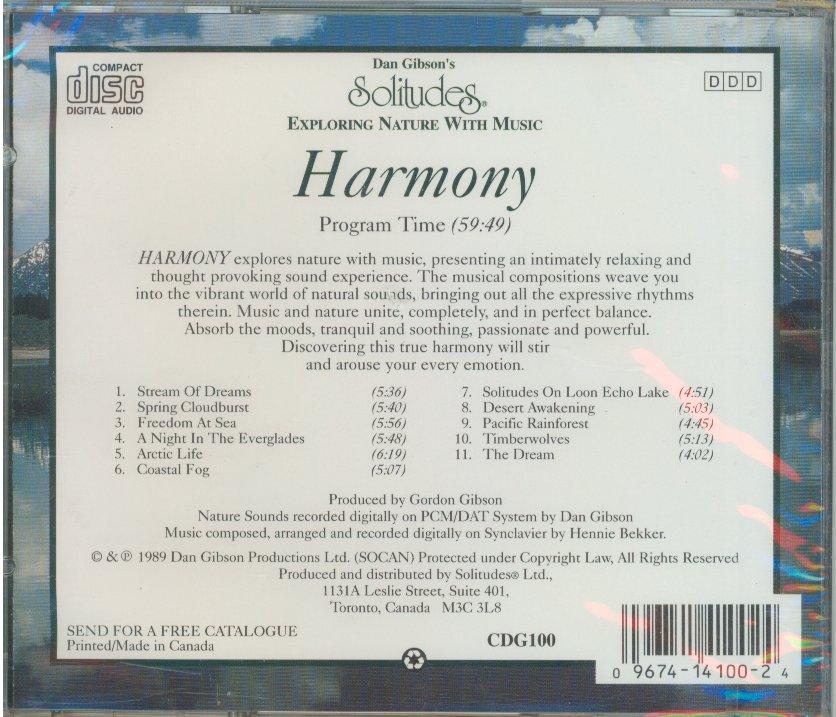 COMPACT
disc
DIGITAL AUDIO
Dan Gibson's
Solitudes®
EXPLORING NATURE WITH MUSIC
DDD
Harmony
Program Time (59:49)
HARMONY explores nature with music, presenting an intimately relaxing and
thought provoking sound experience. The musical compositions weave you
into the vibrant world of natural sounds, bringing out all the expressive rhythms
therein. Music and nature unite, completely, and in perfect balance.
Absorb the moods, tranquil and soothing, passionate and powerful.
Discovering this true harmony will stir
and arouse your every emotion.
1. Stream Of Dreams (5:36)
2. Spring Cloudburst (5:40)
3. Freedom At Sea (5:56)
4. A Night In The Everglades (5:48)
5. Arctic Life (6:19)
6. Coastal Fog (5:07)
7. Solitudes On Loon Echo Lake (4:51)
8. Desert Awakening (5:03)
9. Pacific Rainforest (4:45)
10. Timberwolves (5:13)
11. The Dream (4:02)
Produced by Gordon Gibson
Nature Sounds recorded digitally on PCM/DAT System by Dan Gibson
Music composed, arranged and recorded digitally on Synclavier by Hennie Bekker.
© & ℗ 1989 Dan Gibson Productions Ltd. (SOCAN) Protected under Copyright Law, All Rights Reserved
Produced and distributed by Solitudes® Ltd.,
1131A Leslie Street, Suite 401,
Toronto, Canada M3C 3L8
SEND FOR A FREE CATALOGUE
Printed/Made in Canada
CDG100
0 9674-14100-2 4